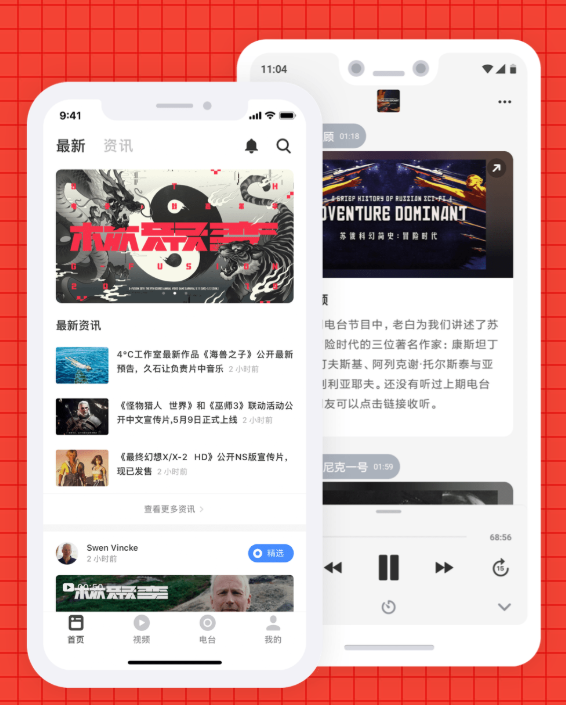 9:41
最新 资讯
最新资讯
4°C工作室最新作品《海兽之子》公开最新
预告，久石让负责片中音乐 2 小时前
《怪物猎人 世界》和《巫师3》联动活动公
开中文宣传片,5月9日正式上线 2 小时前
《最终幻想X/X-2 HD》公开NS版宣传片，
现已发售 2 小时前
查看更多资讯
Swen Vincke
2 小时前
精选
首页
视频
电台
我的
11:04
顾 01:18
A BRIEF HISTORY OF RUSSIAN SCI-FI
DVENTURE DOMINANT
苏俄科幻简史:冒险时代
顾
电台节目中，老白为我们讲述了苏
险时代的三位著名作家：康斯坦丁
丁夫斯基、阿列克谢·托尔斯泰与亚
利亚耶夫。还没有听过上期电台
友可以点击链接收听。
尼克一号 01:59
68:56
15